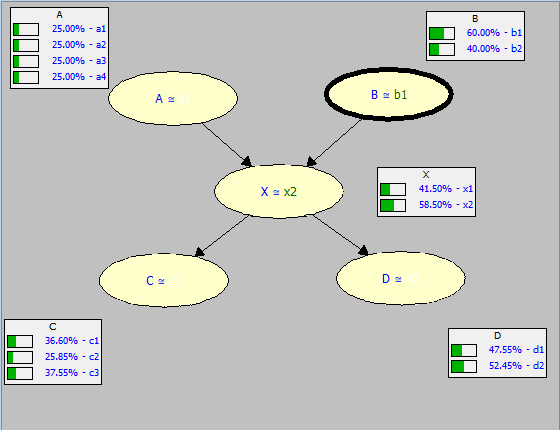 A
25.00% - a1
25.00% - a2
25.00% - a3
25.00% - a4
B
60.00% - b1
40.00% - b2
A ≃
B ≃ b1
X ≃ x2
X
41.50% - x1
58.50% - x2
C ≃
D ≃
C
36.60% - c1
25.85% - c2
37.55% - c3
D
47.55% - d1
52.45% - d2